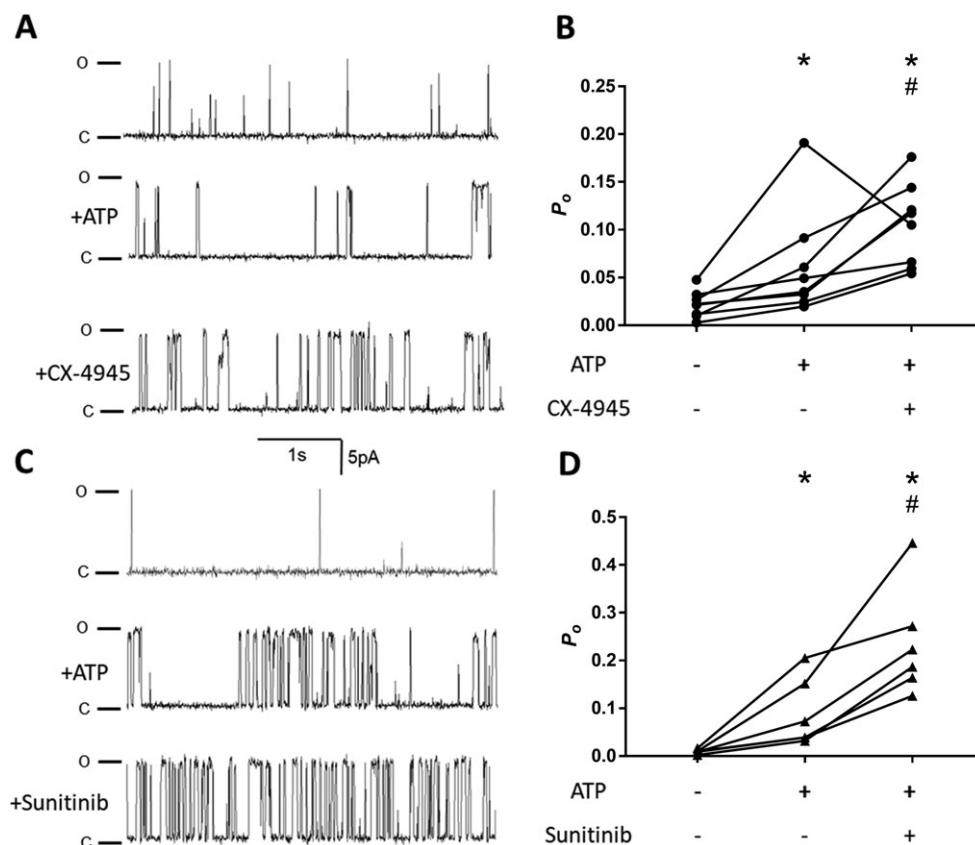 A
O
C
+ATP
O
C
+CX-4945
O
C
1s
5pA
B
* *
#
0.25
0.20
0.15
0.10
0.05
0.00
Po
ATP - + +
CX-4945 - - +
C
O
C
+ATP
O
C
+Sunitinib
O
C
D
* *
#
0.5
0.4
0.3
0.2
0.1
0.0
Po
ATP - + +
Sunitinib - - +